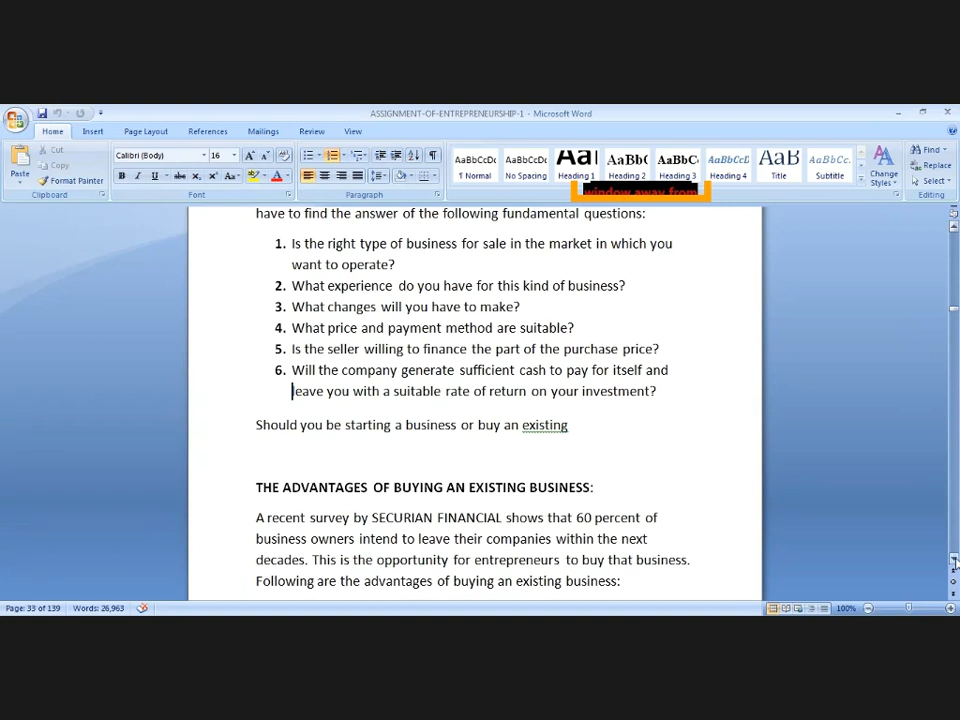 ASSIGNMENT-OF-ENTREPRENEURSHIP-1 - Microsoft Word
Home Insert Page Layout References Mailings Review View
Paste
Cut
Copy
Format Painter
Clipboard
Calibri (Body) 16
Font
Paragraph
AaBbCcDc AaBbCcDc AaBbC AaBbCc AaBbCcD AaB AaBbCc.
¶ Normal No Spacing Heading 1 Heading 2 Heading 3 Heading 4 Title Subtitle
Change Styles
Find
Replace
Select
Editing
window away from
have to find the answer of the following fundamental questions:
1. Is the right type of business for sale in the market in which you
want to operate?
2. What experience do you have for this kind of business?
3. What changes will you have to make?
4. What price and payment method are suitable?
5. Is the seller willing to finance the part of the purchase price?
6. Will the company generate sufficient cash to pay for itself and
leave you with a suitable rate of return on your investment?
Should you be starting a business or buy an existing
THE ADVANTAGES OF BUYING AN EXISTING BUSINESS:
A recent survey by SECURIAN FINANCIAL shows that 60 percent of
business owners intend to leave their companies within the next
decades. This is the opportunity for entrepreneurs to buy that business.
Following are the advantages of buying an existing business:
Page: 33 of 139 Words: 26,963 100%